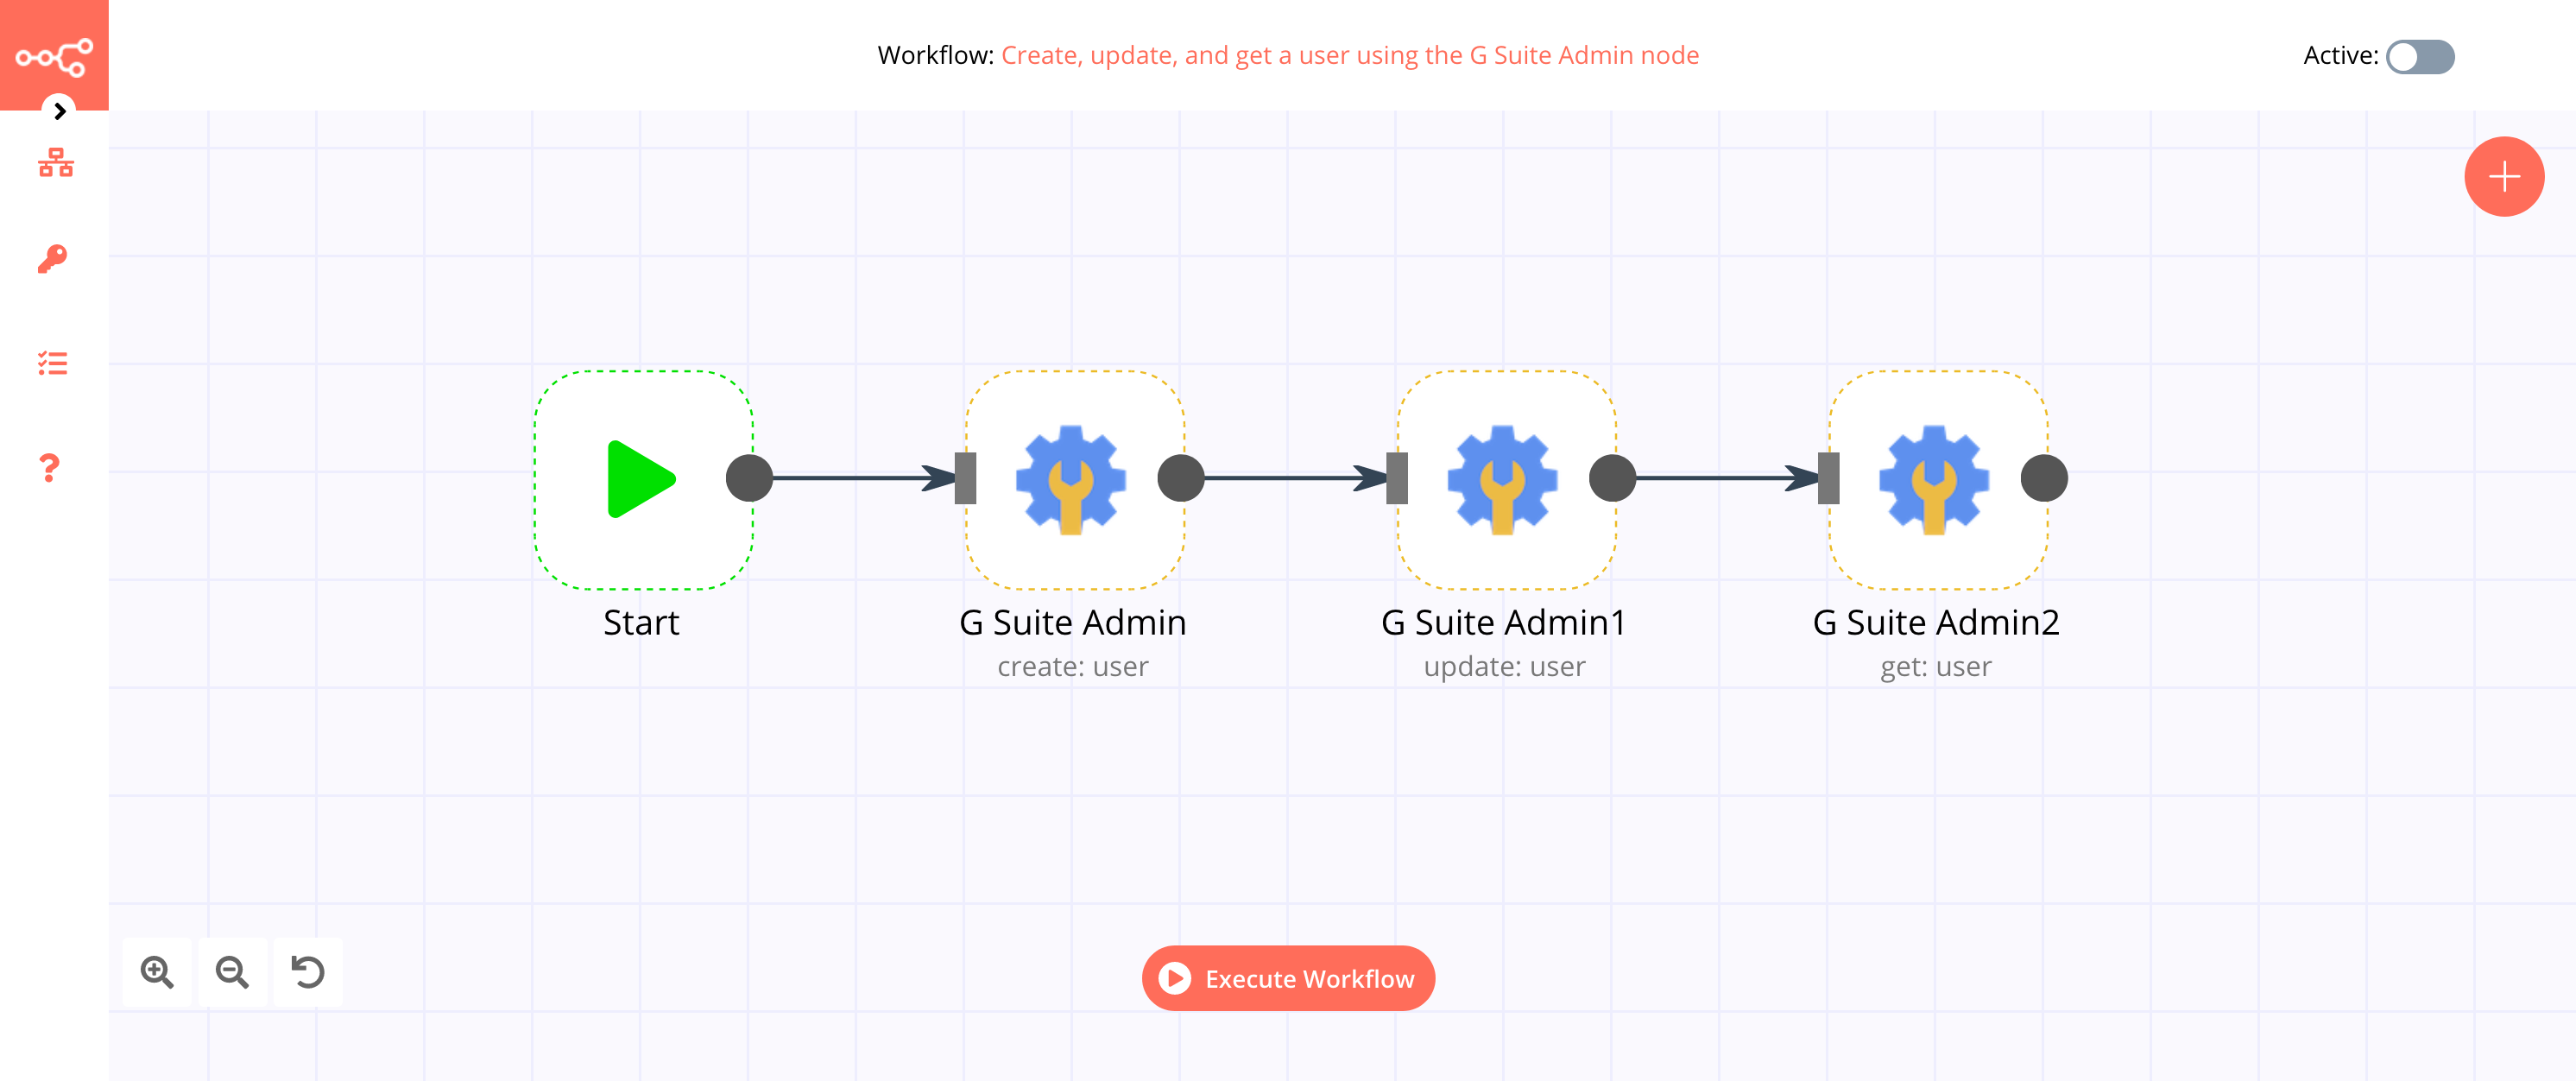 Workflow: Create, update, and get a user using the G Suite Admin node
Active:
Start
G Suite Admin
create: user
G Suite Admin1
update: user
G Suite Admin2
get: user
Execute Workflow